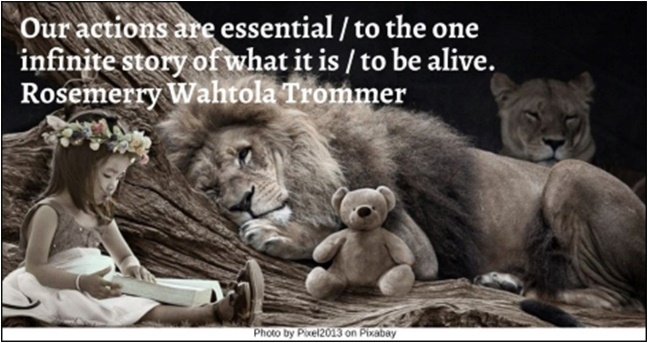 Our actions are essential / to the one
infinite story of what it is / to be alive.
Rosemerry Wahtola Trommer
Photo by Pixel2013 on Pixabay